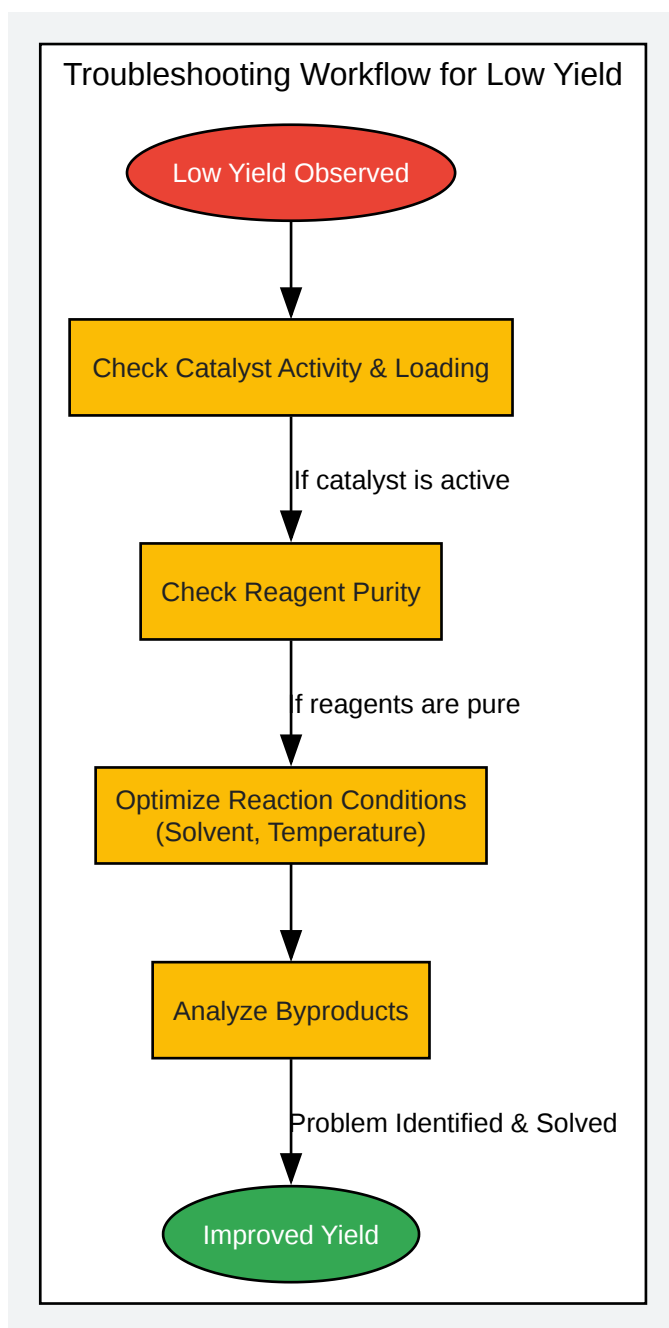 Troubleshooting Workflow for Low Yield
Low Yield Observed
Check Catalyst Activity & Loading
If catalyst is active
Check Reagent Purity
If reagents are pure
Optimize Reaction Conditions
(Solvent, Temperature)
Analyze Byproducts
Problem Identified & Solved
Improved Yield